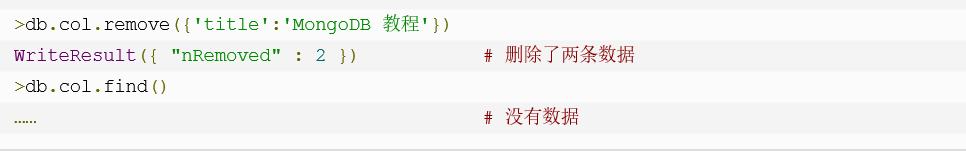 >db.col.remove({'title':'MongoDB 教程'})
WriteResult({ "nRemoved" : 2 })           # 删除了两条数据
>db.col.find()
……                                        # 没有数据